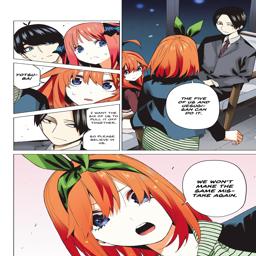 YOTSU-
BA!
THE FIVE
OF US AND
UESUGI-
SAN CAN
DO IT.
I WANT THE
SIX OF US TO
PULL IT OFF
TOGETHER.
SO PLEASE,
BELIEVE IN
US.
WE WON'T
MAKE THE
SAME MIS-
TAKE AGAIN.